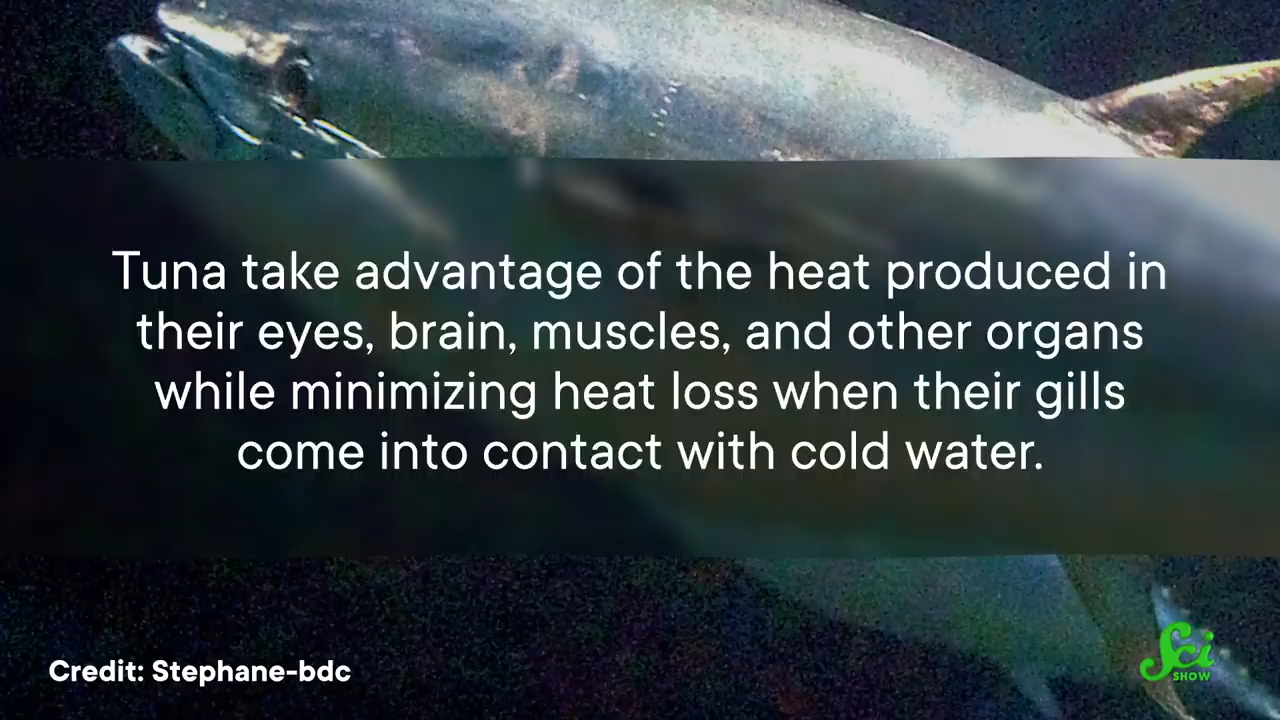 Tuna take advantage of the heat produced in
their eyes, brain, muscles, and other organs
while minimizing heat loss when their gills
come into contact with cold water.
Credit: Stephane-bdc
Sci
SHOW